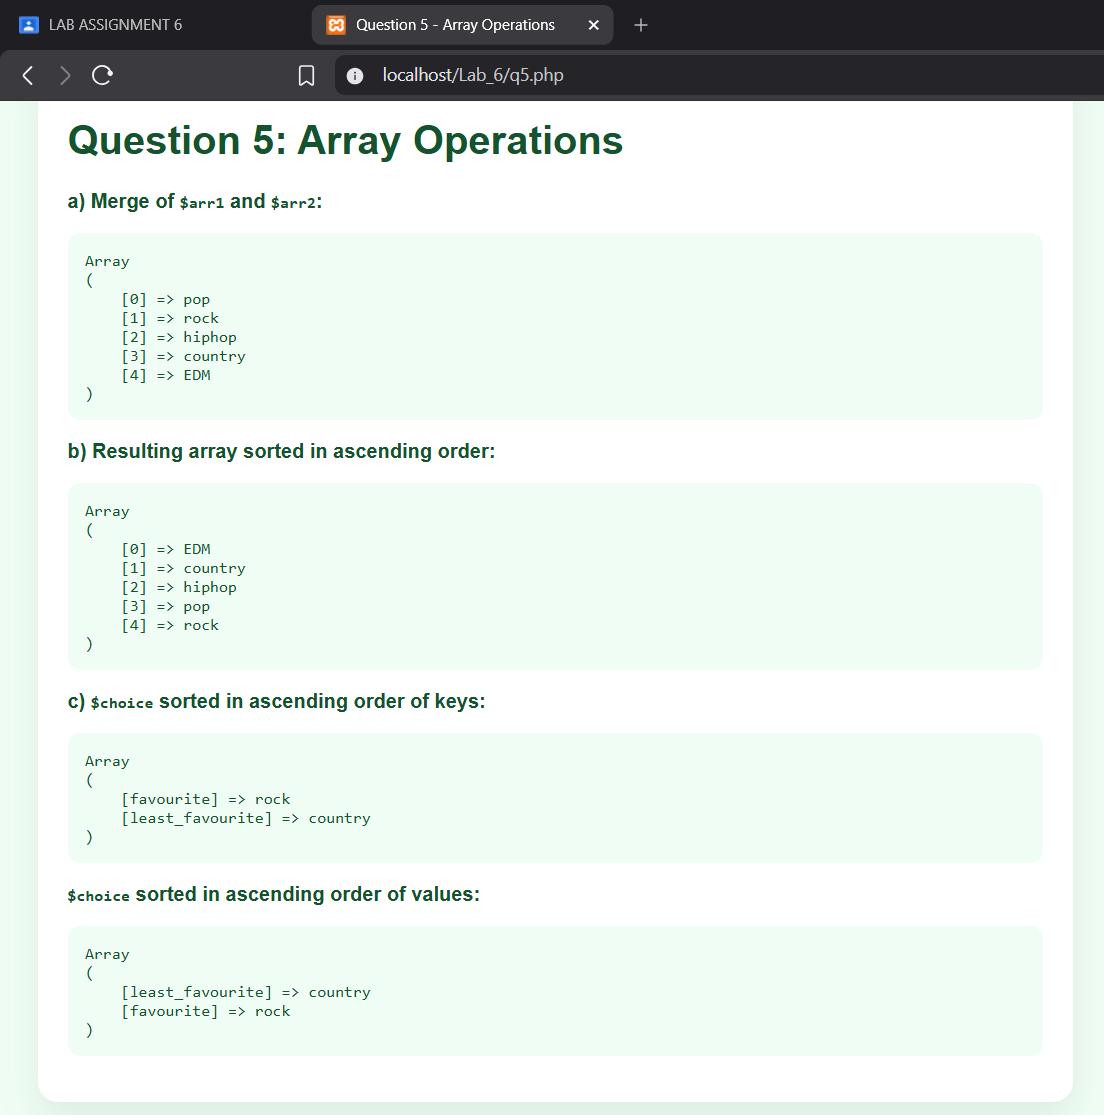 LAB ASSIGNMENT 6
Question 5 - Array Operations
localhost/Lab_6/q5.php
Question 5: Array Operations
a) Merge of $arr1 and $arr2:
Array
(
    [0] => pop
    [1] => rock
    [2] => hiphop
    [3] => country
    [4] => EDM
)
b) Resulting array sorted in ascending order:
Array
(
    [0] => EDM
    [1] => country
    [2] => hiphop
    [3] => pop
    [4] => rock
)
c) $choice sorted in ascending order of keys:
Array
(
    [favourite] => rock
    [least_favourite] => country
)
$choice sorted in ascending order of values:
Array
(
    [least_favourite] => country
    [favourite] => rock
)